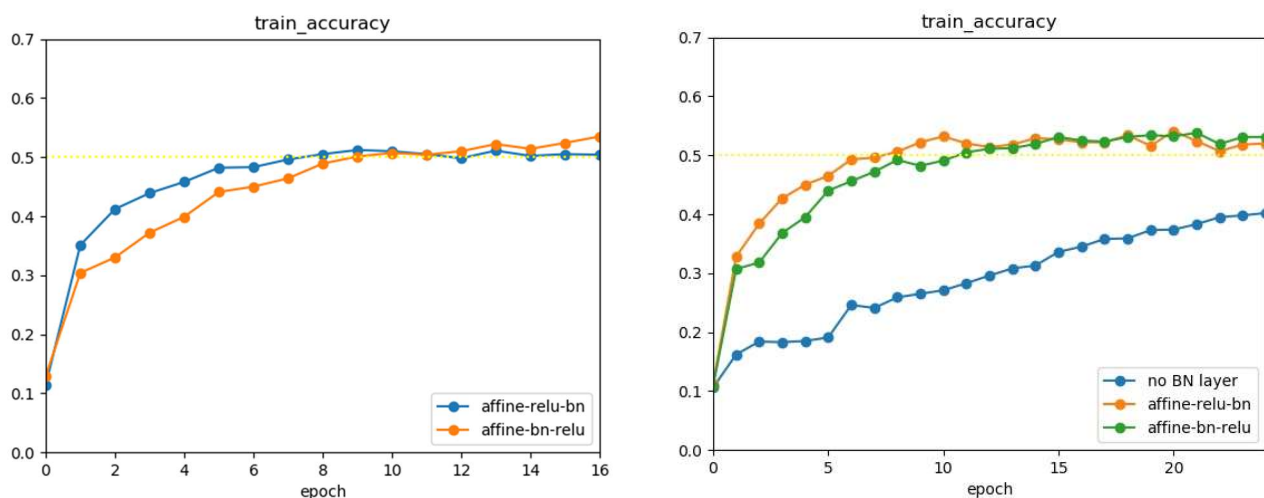 train_accuracy
0.7
0.6
0.5
0.4
0.3
0.2
0.1
0.0
affine-relu-bn
affine-bn-relu
0 2 4 6 8 10 12 14 16
epoch
train_accuracy
0.7
0.6
0.5
0.4
0.3
0.2
0.1
0.0
no BN layer
affine-relu-bn
affine-bn-relu
0 5 10 15 20
epoch